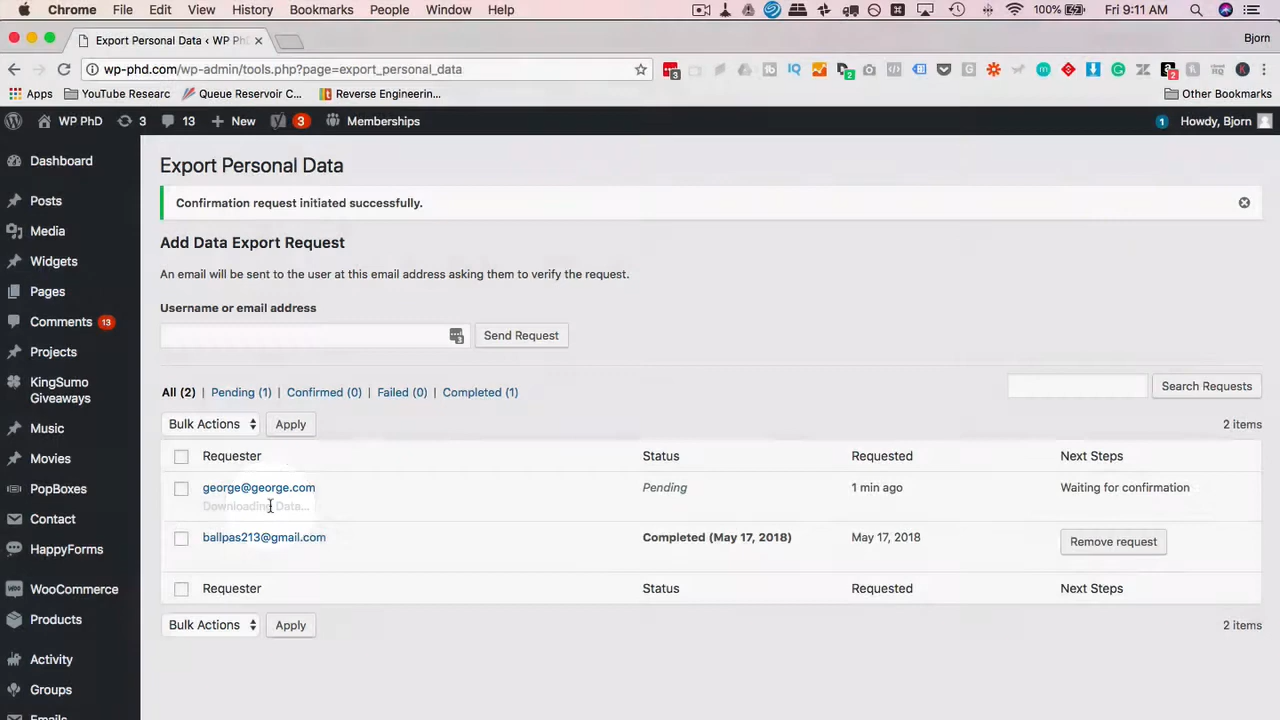 Chrome File Edit View History Bookmarks People Window Help 100% Fri 9:11 AM
Export Personal Data ‹ WP PhD Bjorn
wp-phd.com/wp-admin/tools.php?page=export_personal_data
Apps YouTube Researc Queue Reservoir C... Reverse Engineerin... Other Bookmarks
WP PhD 3 13 New 3 Memberships 1 Howdy, Bjorn
Dashboard
Posts
Media
Widgets
Pages
Comments 13
Projects
KingSumo
Giveaways
Music
Movies
PopBoxes
Contact
HappyForms
WooCommerce
Products
Activity
Groups
Emails
Export Personal Data
Confirmation request initiated successfully.
Add Data Export Request
An email will be sent to the user at this email address asking them to verify the request.
Username or email address
Send Request
All (2) | Pending (1) | Confirmed (0) | Failed (0) | Completed (1)
Search Requests
Bulk Actions Apply 2 items
Requester Status Requested Next Steps
george@george.com Pending 1 min ago Waiting for confirmation
Downloading Data...
ballpas213@gmail.com Completed (May 17, 2018) May 17, 2018 Remove request
Requester Status Requested Next Steps
Bulk Actions Apply 2 items